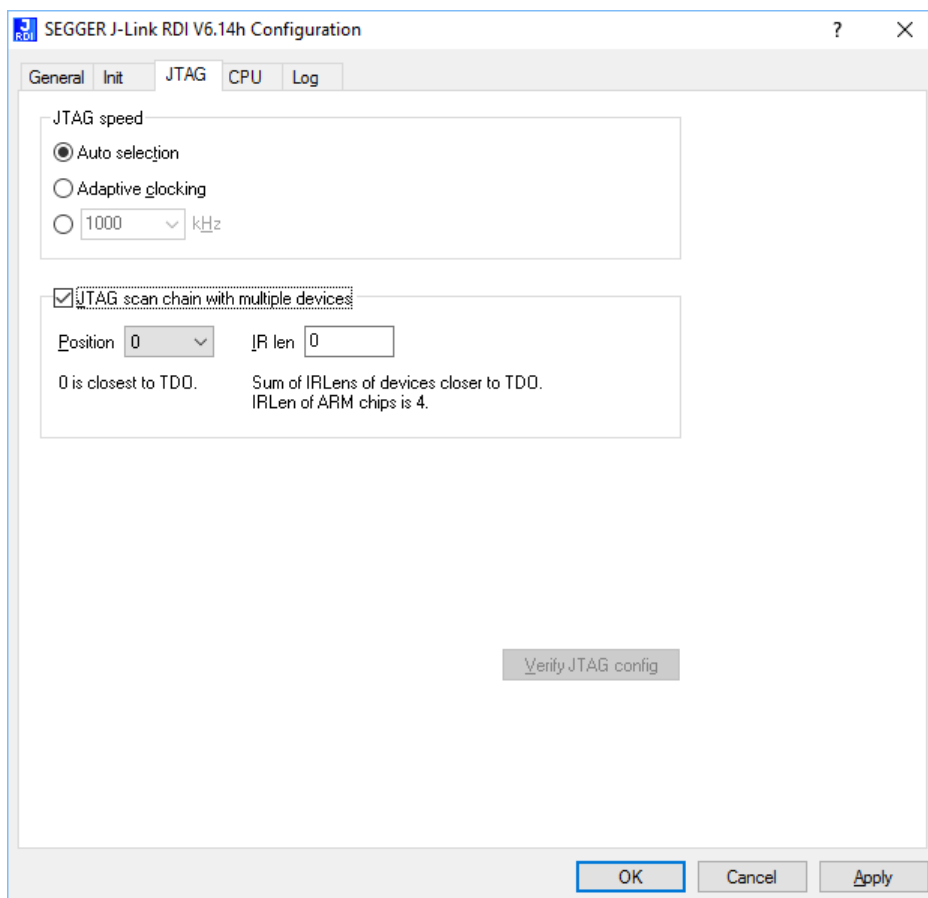 J
RDI
SEGGER J-Link RDI V6.14h Configuration
?
General Init JTAG CPU Log
JTAG speed
Auto selection
Adaptive clocking
1000 kHz
JTAG scan chain with multiple devices
Position 0 IR len 0
0 is closest to TDO. Sum of IRLens of devices closer to TDO.
IRLen of ARM chips is 4.
Verify JTAG config
OK Cancel Apply